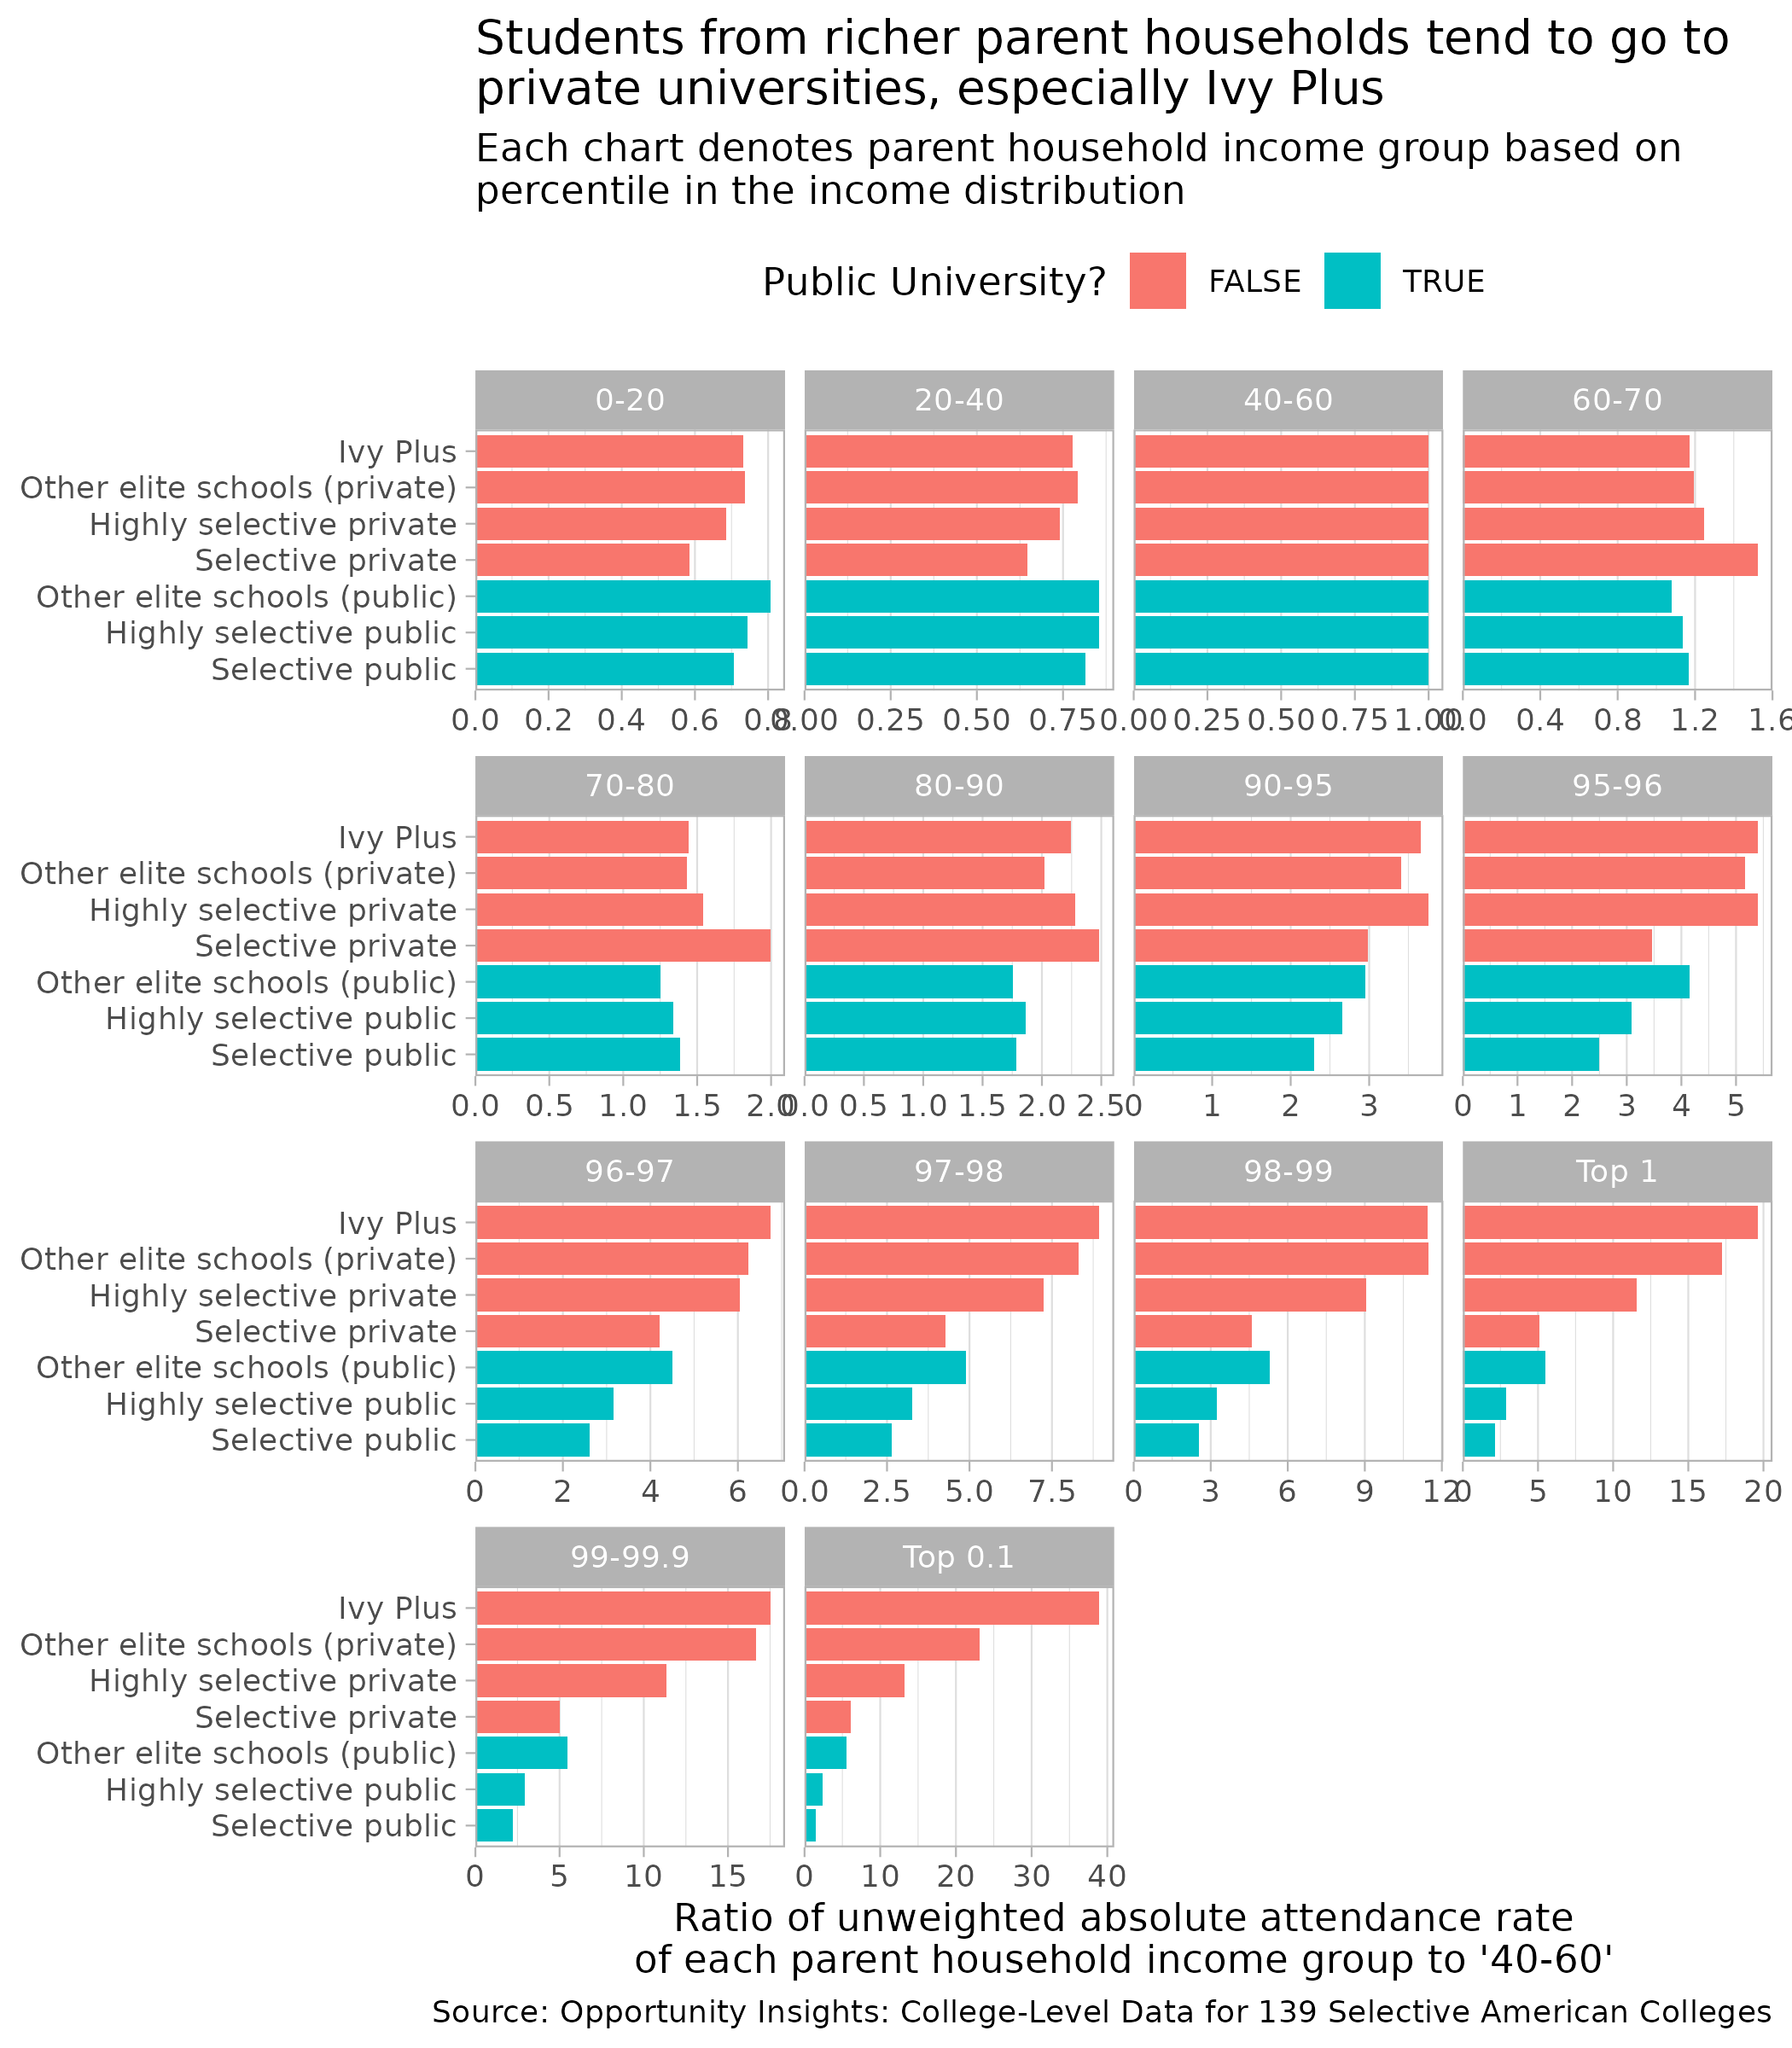 Students from richer parent households tend to go to
private universities, especially Ivy Plus
Each chart denotes parent household income group based on
percentile in the income distribution
Public University? FALSE TRUE
0-20 20-40 40-60 60-70
Ivy Plus
Other elite schools (private)
Highly selective private
Selective private
Other elite schools (public)
Highly selective public
Selective public
0.0 0.2 0.4 0.6 0.8 0.00 0.25 0.50 0.75 0.00 0.25 0.50 0.75 1.00 0.0 0.4 0.8 1.2 1.6
70-80 80-90 90-95 95-96
Ivy Plus
Other elite schools (private)
Highly selective private
Selective private
Other elite schools (public)
Highly selective public
Selective public
0.0 0.5 1.0 1.5 2.0 0.0 0.5 1.0 1.5 2.0 2.5 0 1 2 3 0 1 2 3 4 5
96-97 97-98 98-99 Top 1
Ivy Plus
Other elite schools (private)
Highly selective private
Selective private
Other elite schools (public)
Highly selective public
Selective public
0 2 4 6 0.0 2.5 5.0 7.5 0 3 6 9 12 0 5 10 15 20
99-99.9 Top 0.1
Ivy Plus
Other elite schools (private)
Highly selective private
Selective private
Other elite schools (public)
Highly selective public
Selective public
0 5 10 15 0 10 20 30 40
Ratio of unweighted absolute attendance rate
of each parent household income group to '40-60'
Source: Opportunity Insights: College-Level Data for 139 Selective American Colleges